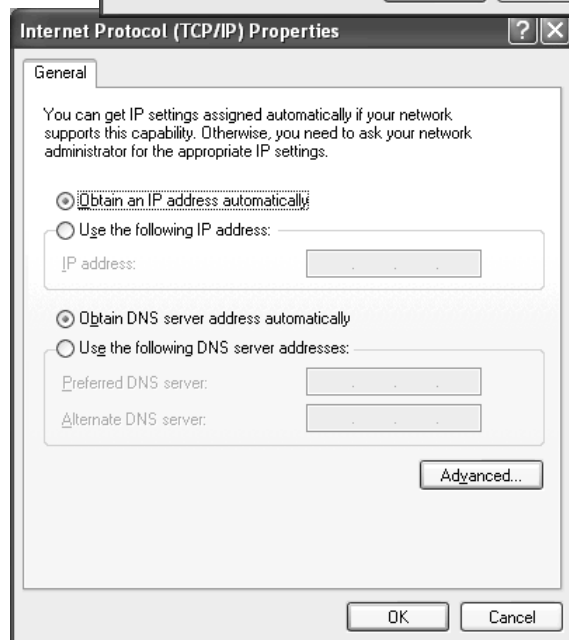 Internet Protocol (TCP/IP) Properties
General
You can get IP settings assigned automatically if your network
supports this capability. Otherwise, you need to ask your network
administrator for the appropriate IP settings.
Obtain an IP address automatically
Use the following IP address:
IP address:
Obtain DNS server address automatically
Use the following DNS server addresses:
Preferred DNS server:
Alternate DNS server:
Advanced...
OK
Cancel